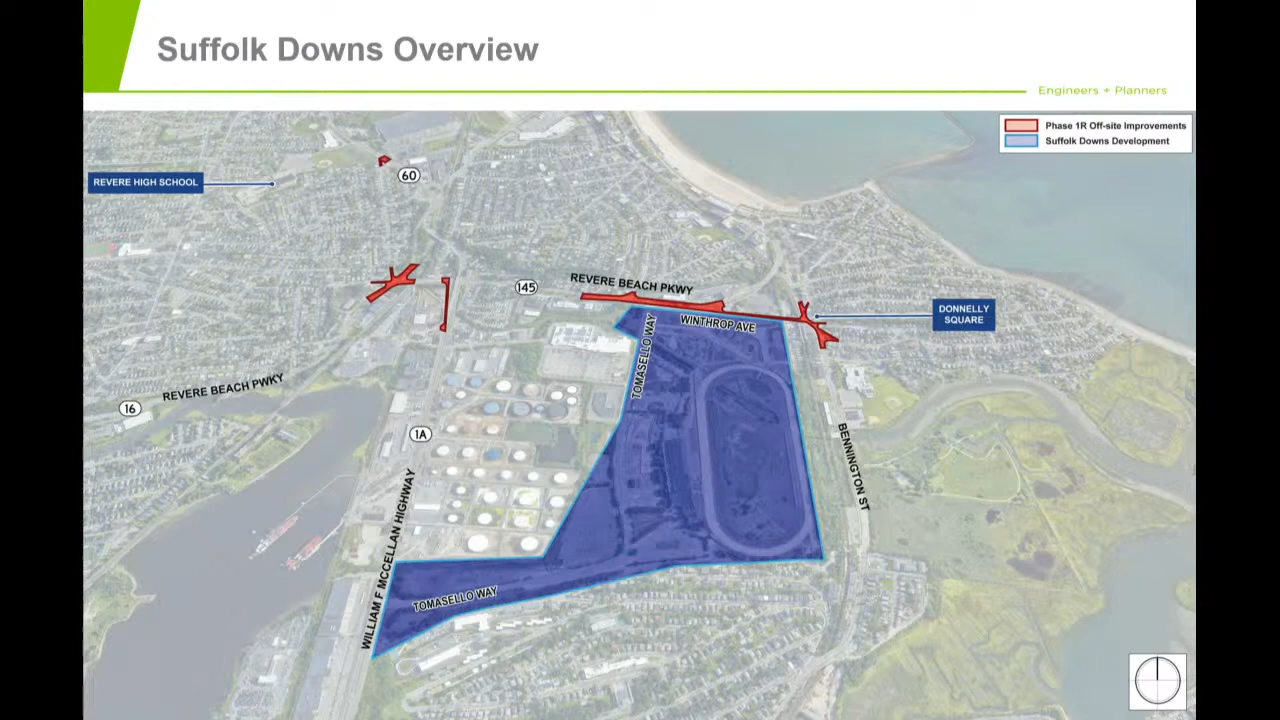 Suffolk Downs Overview
Engineers + Planners
Phase 1R Off-site Improvements
Suffolk Downs Development
REVERE HIGH SCHOOL
60
145
REVERE BEACH PKWY
WINTHROP AVE
DONNELLY
SQUARE
TOMASELLO WAY
REVERE BEACH PWKY
16
1A
BENNINGTON ST
WILLIAM F MCCELLAN HIGHWAY
TOMASELLO WAY